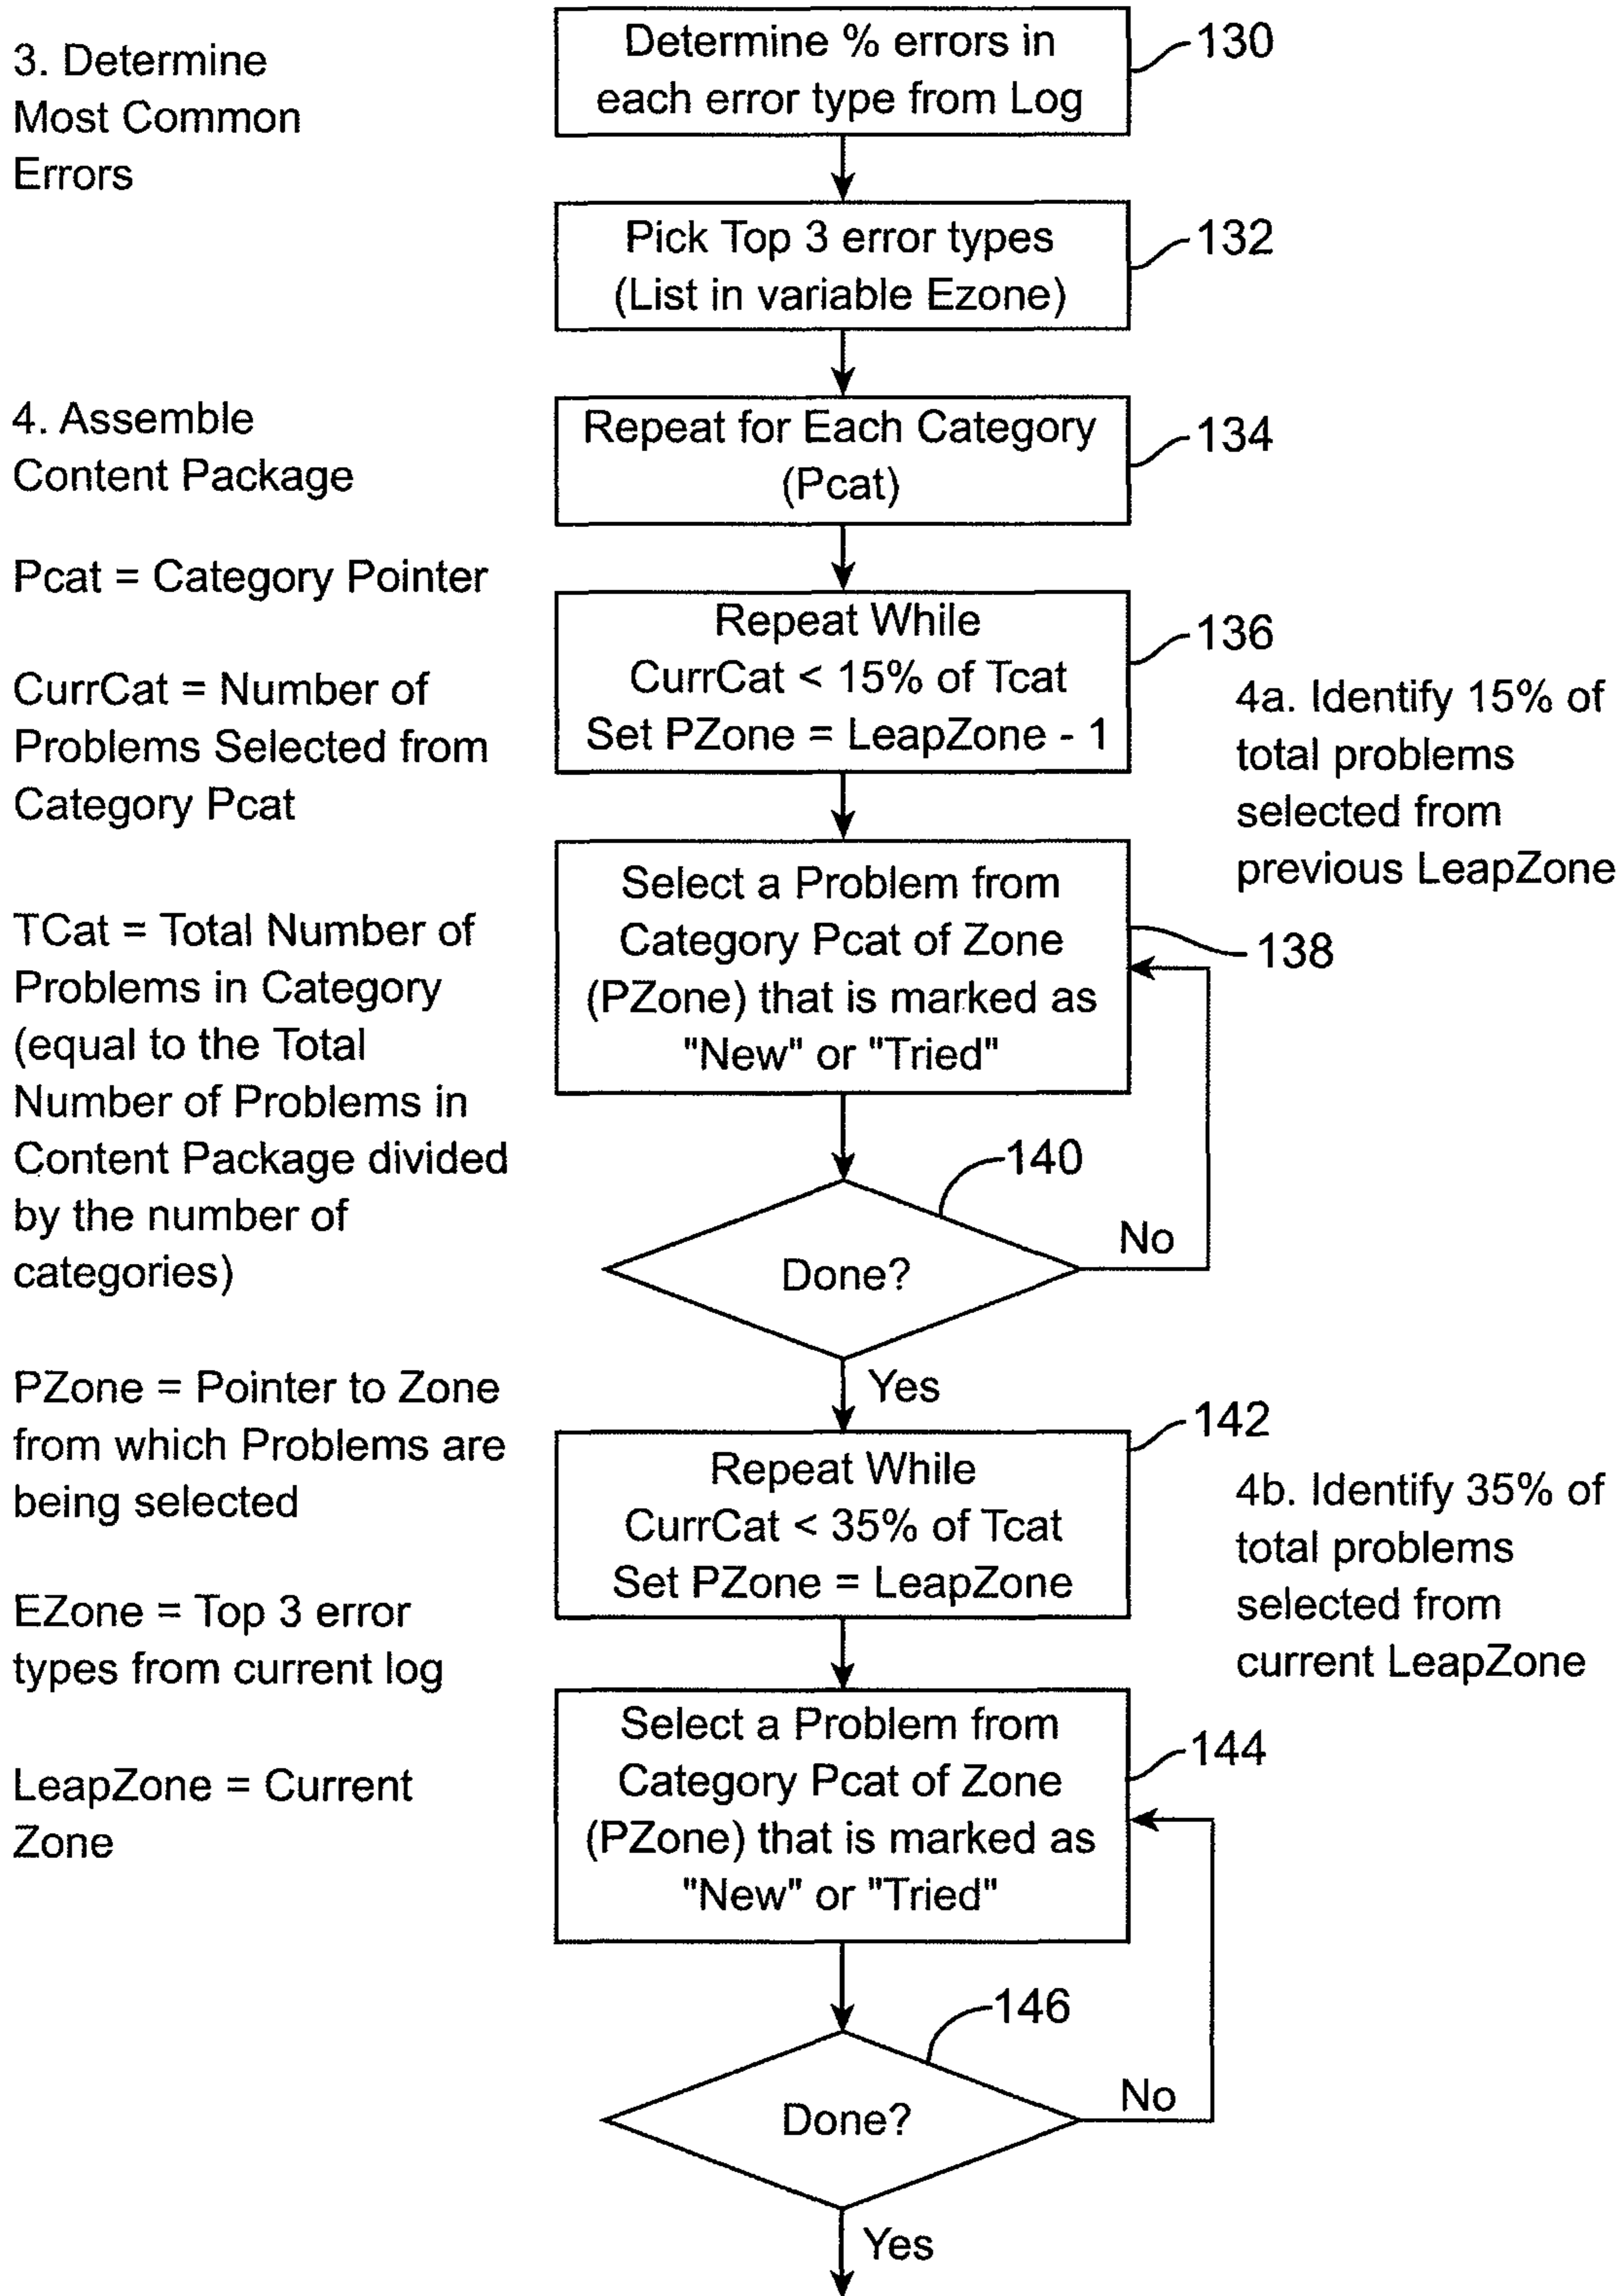 3. Determine
Most Common
Errors
Determine % errors in
each error type from Log
130
Pick Top 3 error types
(List in variable Ezone)
132
4. Assemble
Content Package
Repeat for Each Category
(Pcat)
134
Pcat = Category Pointer
Repeat While
CurrCat < 15% of Tcat
Set PZone = LeapZone - 1
136
4a. Identify 15% of
total problems
selected from
previous LeapZone
CurrCat = Number of
Problems Selected from
Category Pcat
Select a Problem from
Category Pcat of Zone
(PZone) that is marked as
"New" or "Tried"
138
TCat = Total Number of
Problems in Category
(equal to the Total
Number of Problems in
Content Package divided
by the number of
categories)
140
Done?
No
Yes
PZone = Pointer to Zone
from which Problems are
being selected
Repeat While
CurrCat < 35% of Tcat
Set PZone = LeapZone
142
4b. Identify 35% of
total problems
selected from
current LeapZone
EZone = Top 3 error
types from current log
Select a Problem from
Category Pcat of Zone
(PZone) that is marked as
"New" or "Tried"
144
LeapZone = Current
Zone
146
Done?
No
Yes